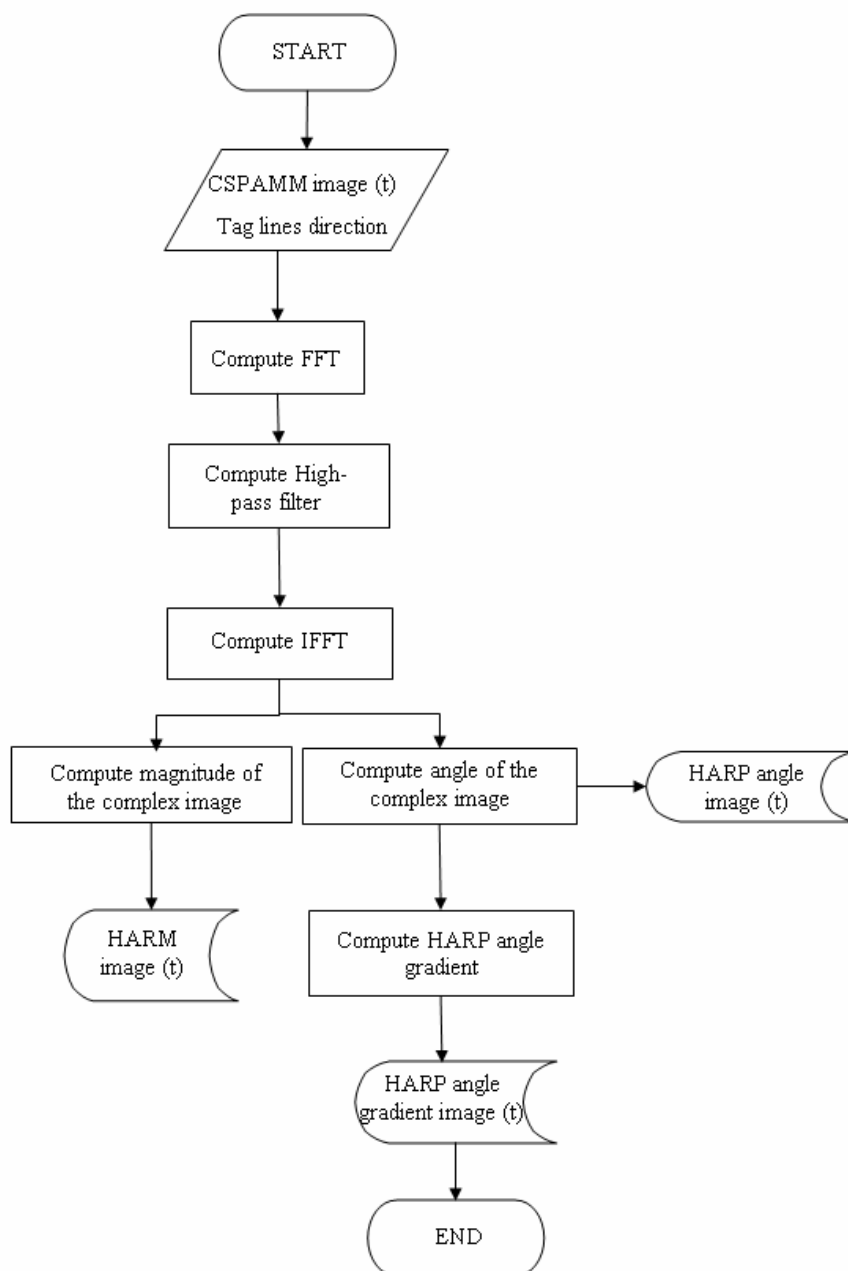 START
CSPAMM image (t)
Tag lines direction
Compute FFT
Compute High-
pass filter
Compute IFFT
Compute magnitude of
the complex image
Compute angle of the
complex image
HARP angle
image (t)
HARM
image (t)
Compute HARP angle
gradient
HARP angle
gradient image (t)
END